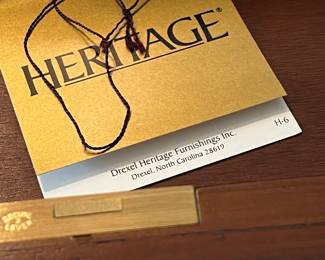 HERITAGE®
Drexel Heritage Furnishings Inc.
Drexel, North Carolina 28619
H-6